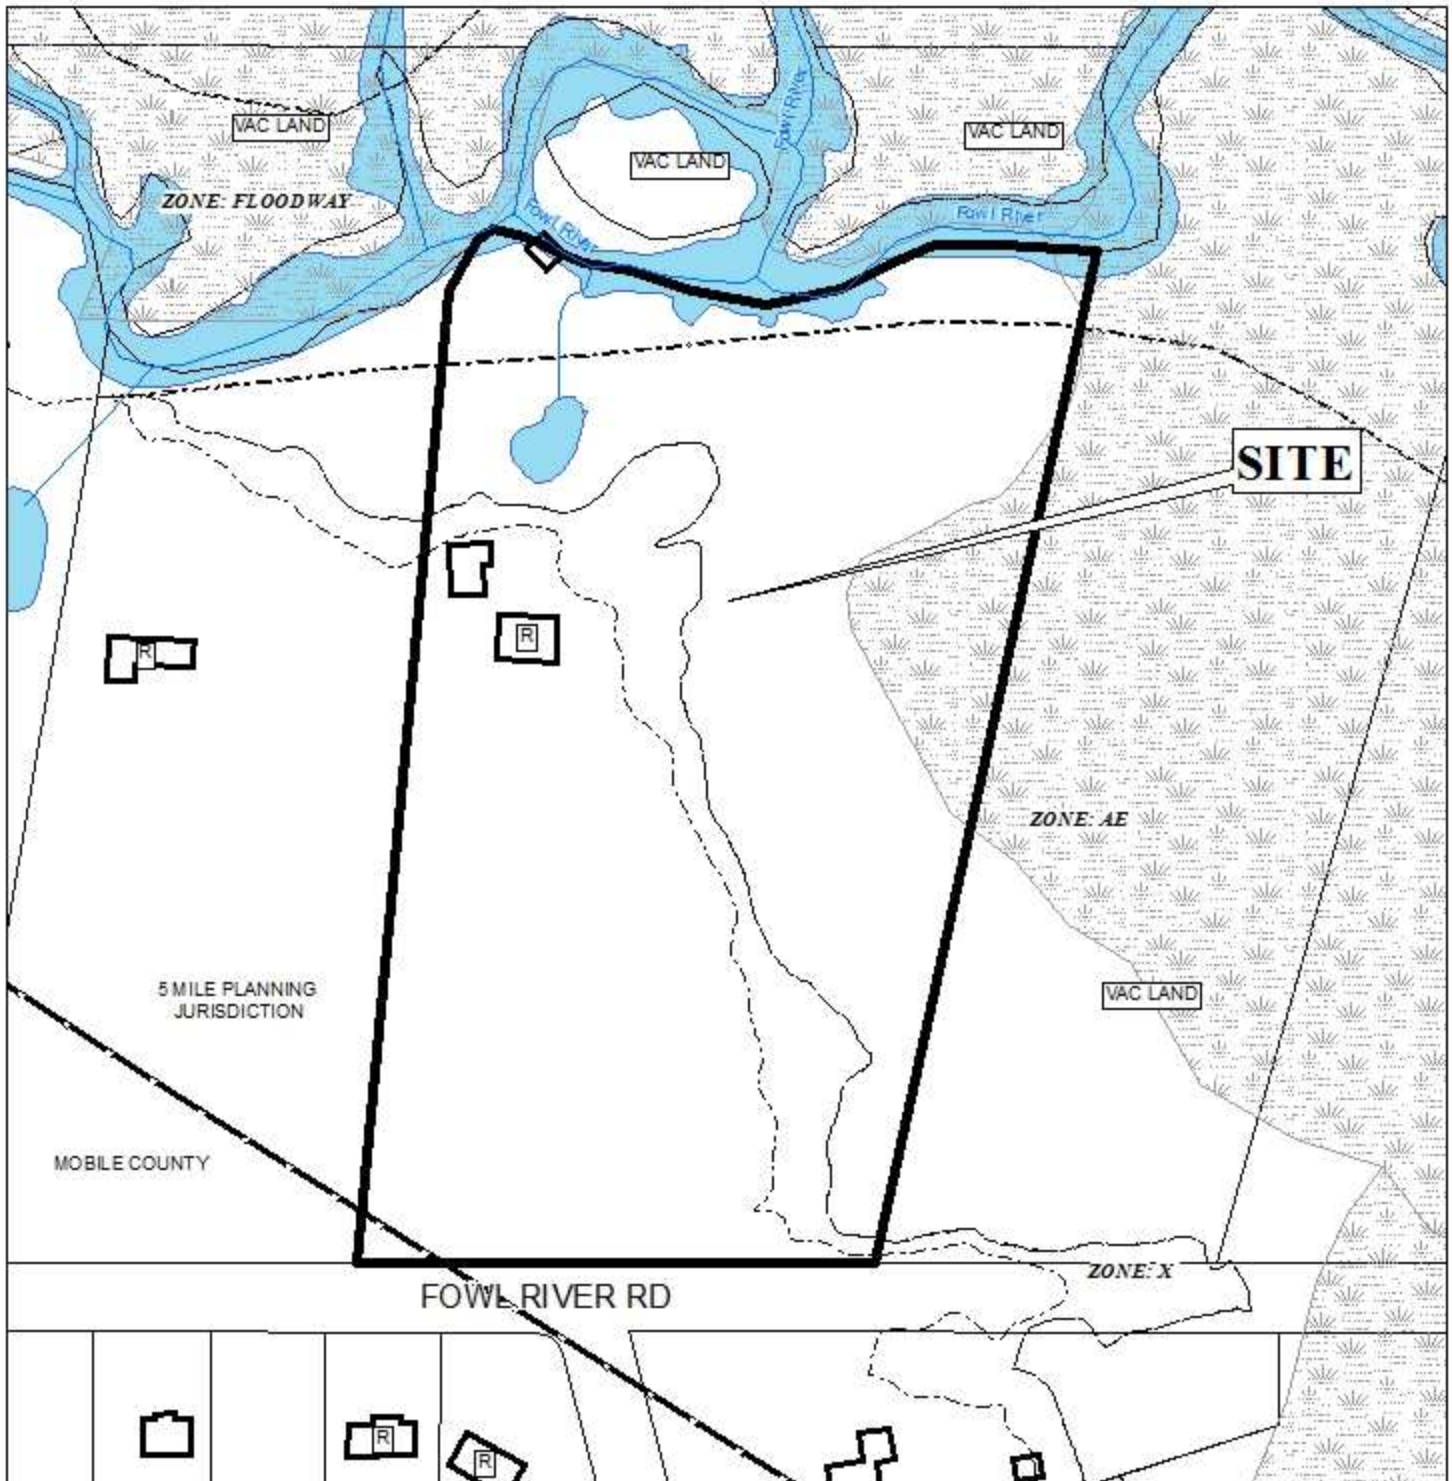 VAC LAND
VAC LAND
VAC LAND
Fowl River
ZONE: FLOODWAY
Fowl River
Fowl River
SITE
R
R
ZONE: AE
5 MILE PLANNING
JURISDICTION
VAC LAND
MOBILE COUNTY
ZONE: X
FOWL RIVER RD
R
R